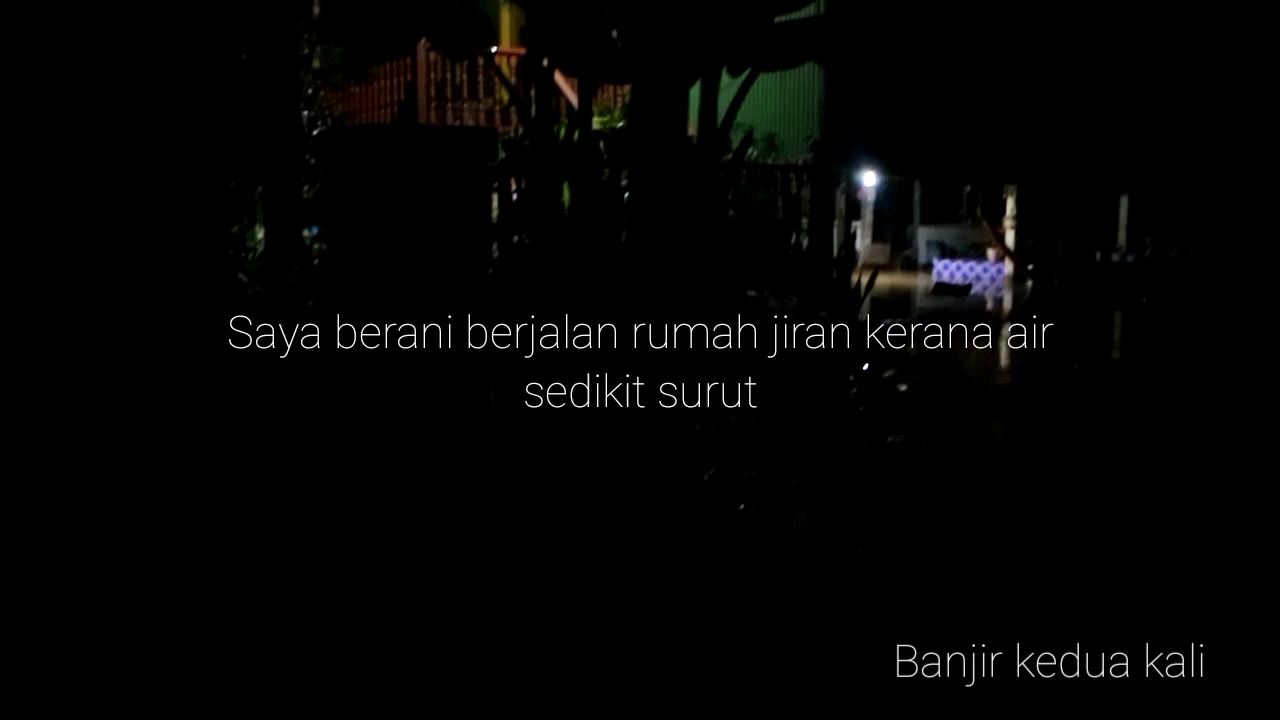 Saya berani berjalan rumah jiran kerana air
sedikit surut
Banjir kedua kali